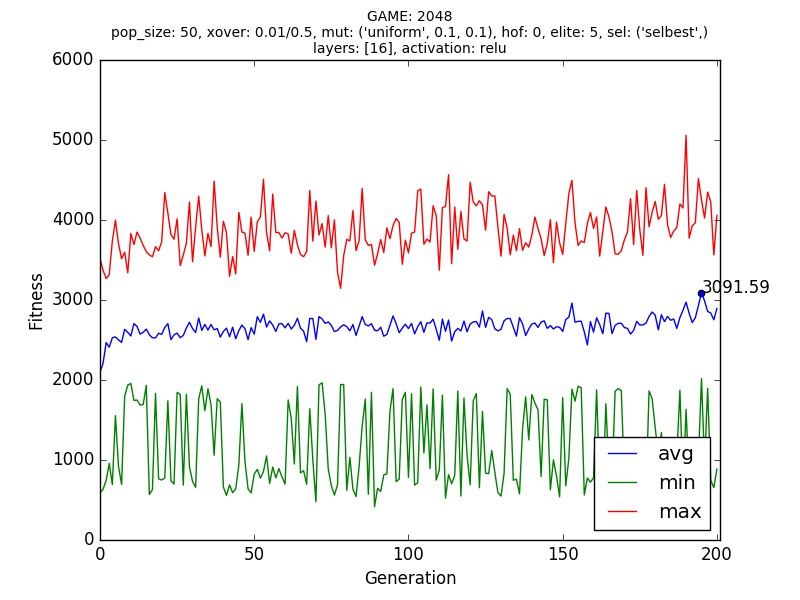 GAME: 2048
pop_size: 50, xover: 0.01/0.5, mut: ('uniform', 0.1, 0.1), hof: 0, elite: 5, sel: ('selbest',)
layers: [16], activation: relu
6000
5000
4000
3000
2000
1000
0
Fitness
3091.59
avg
min
max
0
50
100
150
200
Generation